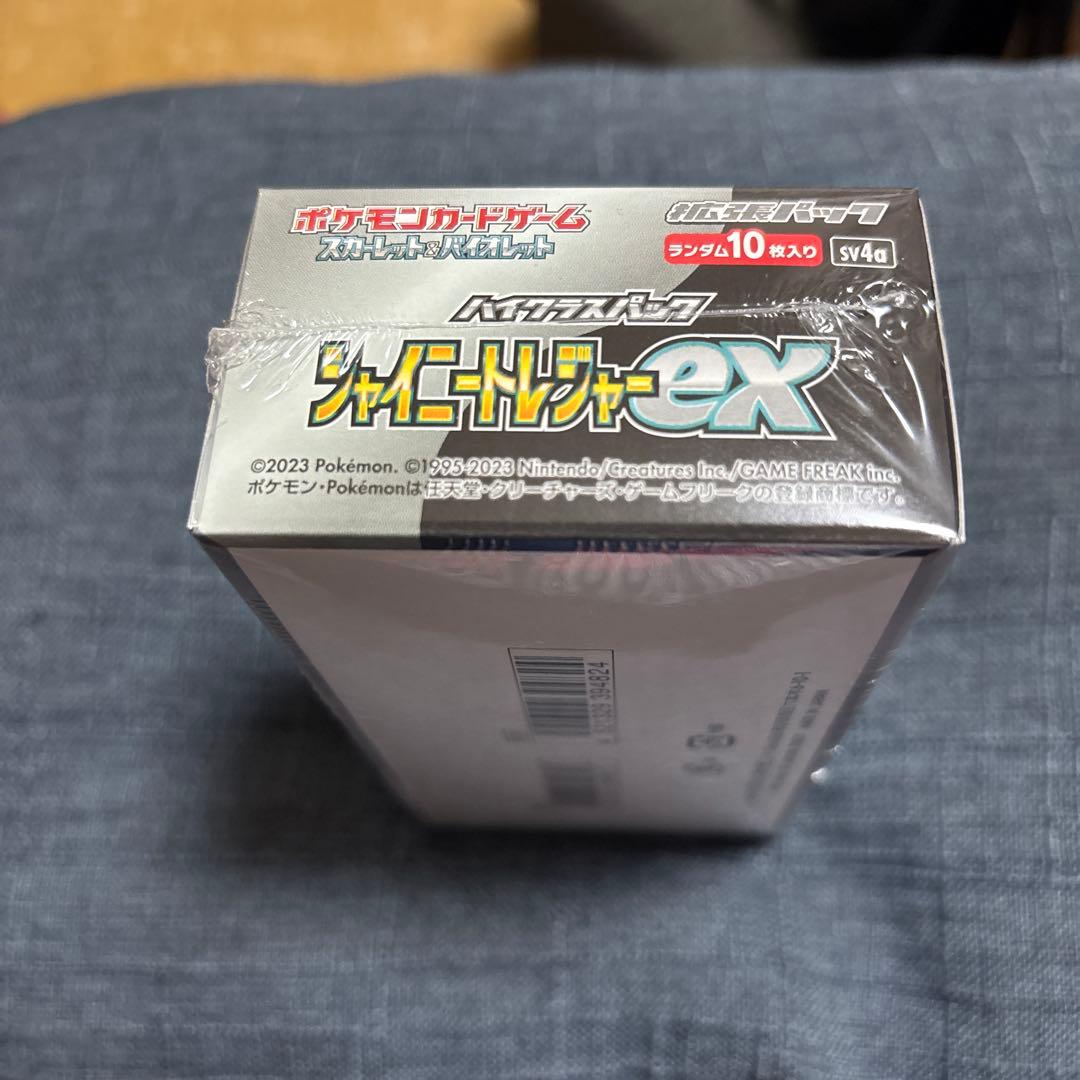 ポケモンカードゲーム
スカーレット&バイオレット
拡張パック
ランダム10枚入り
sv4a
ハイクラスパック
シャイニートレジャーex
©2023 Pokémon. ©1995-2023 Nintendo/Creatures Inc./GAME FREAK inc.
ポケモン・Pokémonは任天堂・クリーチャーズ・ゲームフリークの登録商標です。
4 521329 394824